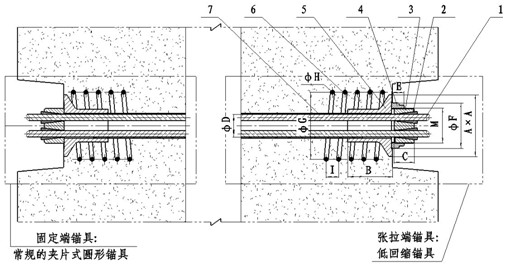 7 6 5 4 3 2 1
ΦH
E
ΦD
ΦG
M
ΦF
A×A
I
B
C
固定端锚具:
常规的夹片式圆形锚具
张拉端锚具:
低回缩锚具